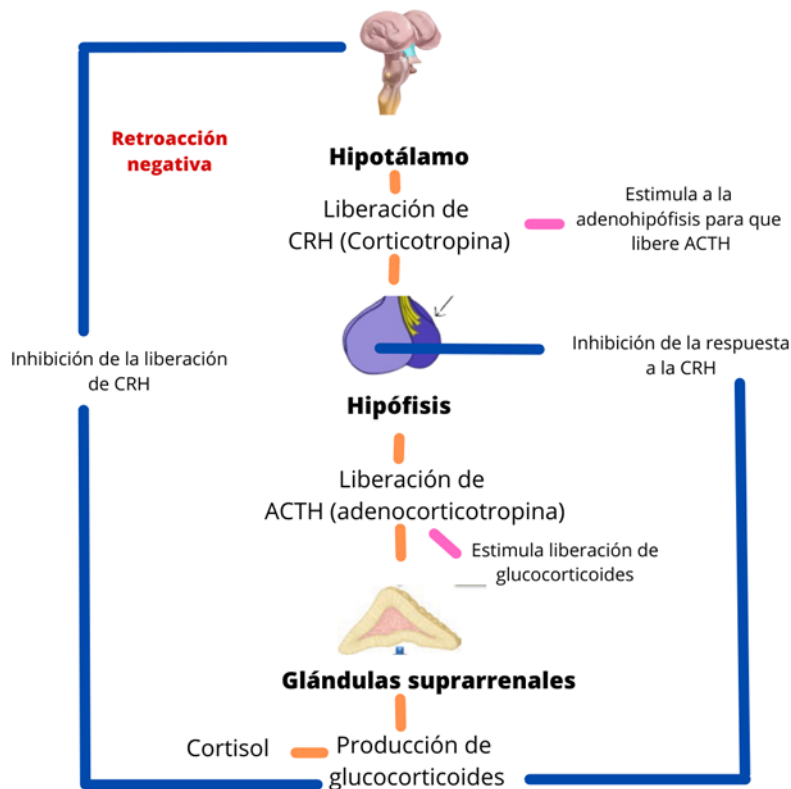 Retroacción
negativa
Hipotálamo
Liberación de
CRH (Corticotropina)
Estimula a la
adenohipófisis para que
libere ACTH
Inhibición de la liberación
de CRH
Inhibición de la respuesta
a la CRH
Hipófisis
Liberación de
ACTH (adenocorticotropina)
Estimula liberación de
glucocorticoides
Glándulas suprarrenales
Cortisol
Producción de
glucocorticoides